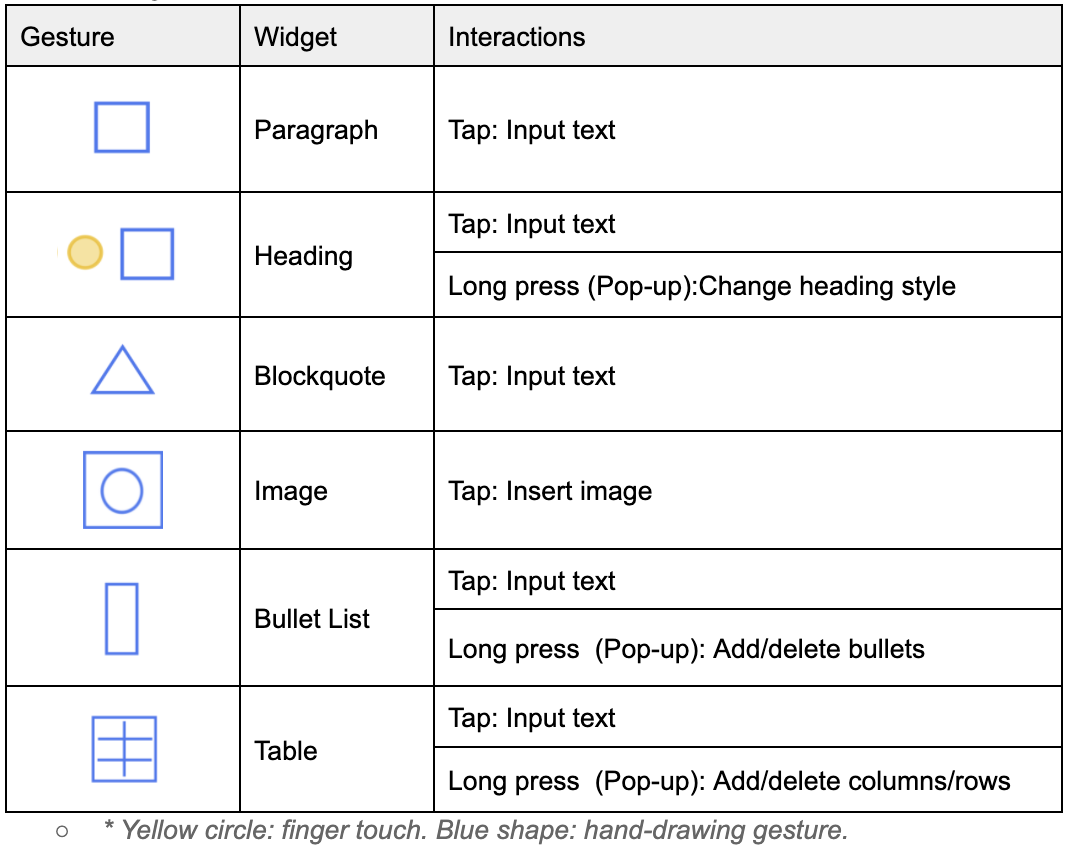 Gesture Widget Interactions
Paragraph Tap: Input text
Heading Tap: Input text
Long press (Pop-up):Change heading style
Blockquote Tap: Input text
Image Tap: Insert image
Bullet List Tap: Input text
Long press  (Pop-up): Add/delete bullets
Table Tap: Input text
Long press  (Pop-up): Add/delete columns/rows
○ * Yellow circle: finger touch. Blue shape: hand-drawing gesture.